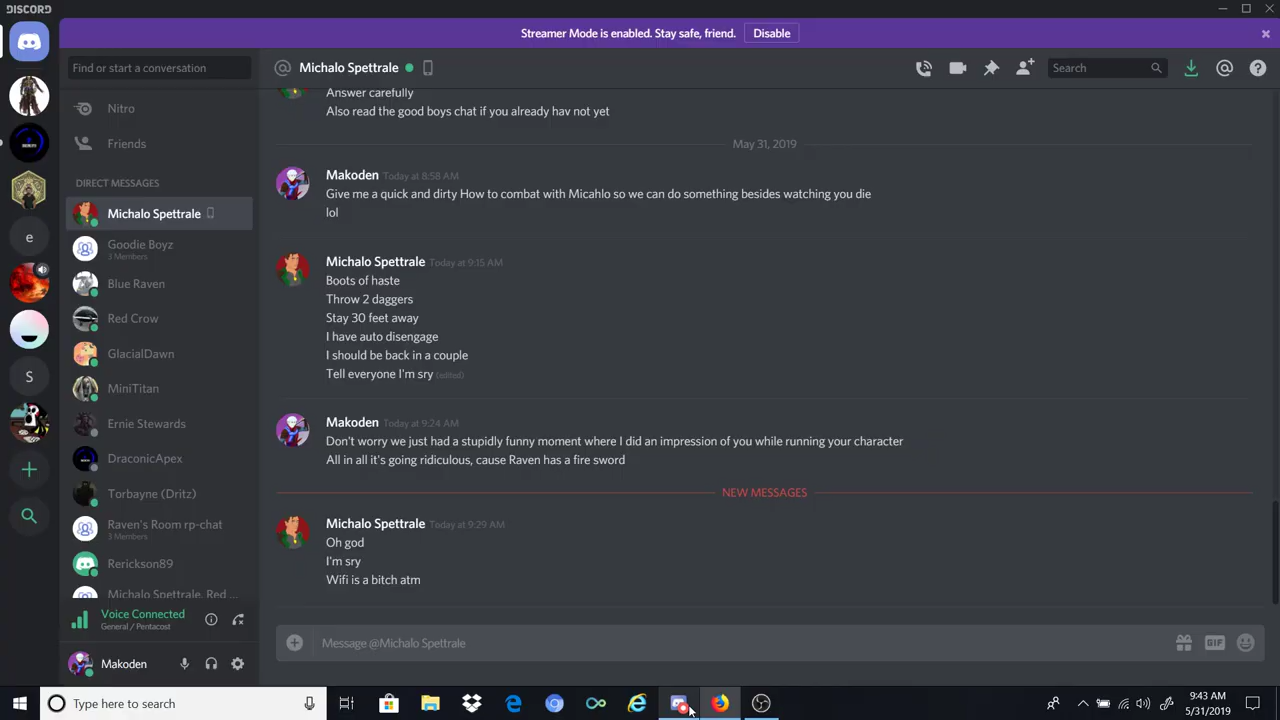 DISCORD
Streamer Mode is enabled. Stay safe, friend.
Disable
Find or start a conversation
Michalo Spettrale
Search
Nitro
Friends
DIRECT MESSAGES
Michalo Spettrale
Goodie Boyz
3 Members
Blue Raven
Red Crow
GlacialDawn
MiniTitan
Ernie Stewards
DraconicApex
Torbayne (Dritz)
Raven's Room rp-chat
3 Members
Rerickson89
Michalo Spettrale, Red ...
Voice Connected
General / Pentacost
Makoden
e
S
Answer carefully
Also read the good boys chat if you already hav not yet
May 31, 2019
Makoden Today at 8:58 AM
Give me a quick and dirty How to combat with Micahlo so we can do something besides watching you die
lol
Michalo Spettrale Today at 9:15 AM
Boots of haste
Throw 2 daggers
Stay 30 feet away
I have auto disengage
I should be back in a couple
Tell everyone I'm sry (edited)
Makoden Today at 9:24 AM
Don't worry we just had a stupidly funny moment where I did an impression of you while running your character
All in all it's going ridiculous, cause Raven has a fire sword
NEW MESSAGES
Michalo Spettrale Today at 9:29 AM
Oh god
I'm sry
Wifi is a bitch atm
Message @Michalo Spettrale
GIF
Type here to search
9:43 AM
5/31/2019